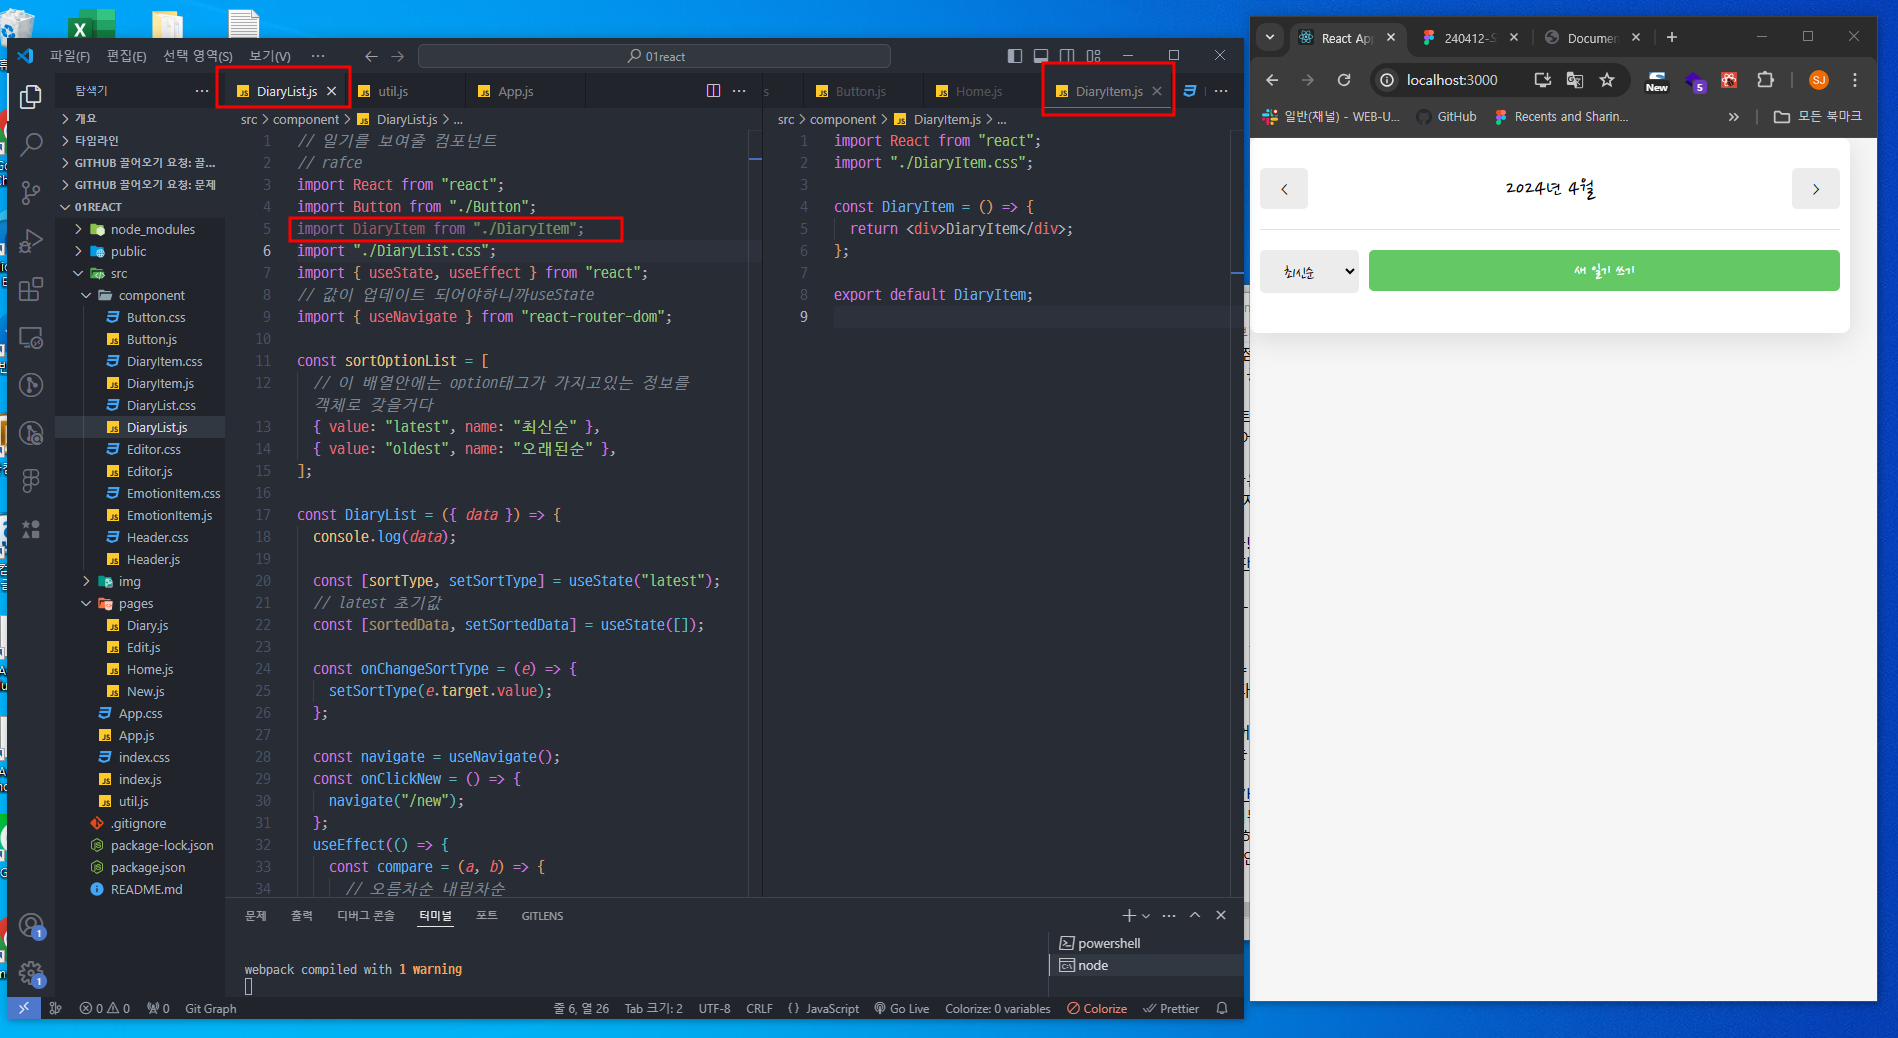 파일(F) 편집(E) 선택 영역(S) 보기(V) ··· 01react
탐색기 ···
개요
타임라인
GITHUB 끌어오기 요청: 끌...
GITHUB 끌어오기 요청: 문제
01REACT
node_modules
public
src
component
Button.css
Button.js
DiaryItem.css
DiaryItem.js
DiaryList.css
DiaryList.js
Editor.css
Editor.js
EmotionItem.css
EmotionItem.js
Header.css
Header.js
img
pages
Diary.js
Edit.js
Home.js
New.js
App.css
App.js
index.css
index.js
util.js
.gitignore
package-lock.json
package.json
README.md
DiaryList.js util.js App.js
src > component > DiaryList.js > ...
1 // 일기를 보여줄 컴포넌트
2 // rafce
3 import React from "react";
4 import Button from "./Button";
5 import DiaryItem from "./DiaryItem";
6 import "./DiaryList.css";
7 import { useState, useEffect } from "react";
8 // 값이 업데이트 되어야하니까useState
9 import { useNavigate } from "react-router-dom";
10
11 const sortOptionList = [
12 // 이 배열안에는 option태그가 가지고있는 정보를
객체로 갖을거다
13 { value: "latest", name: "최신순" },
14 { value: "oldest", name: "오래된순" },
15 ];
16
17 const DiaryList = ({ data }) => {
18 console.log(data);
19
20 const [sortType, setSortType] = useState("latest");
21 // latest 초기값
22 const [sortedData, setSortedData] = useState([]);
23
24 const onChangeSortType = (e) => {
25 setSortType(e.target.value);
26 };
27
28 const navigate = useNavigate();
29 const onClickNew = () => {
30 navigate("/new");
31 };
32 useEffect(() => {
33 const compare = (a, b) => {
34 // 오름차순 내림차순
s Button.js Home.js DiaryItem.js
src > component > DiaryItem.js > ...
1 import React from "react";
2 import "./DiaryItem.css";
3
4 const DiaryItem = () => {
5 return <div>DiaryItem</div>;
6 };
7
8 export default DiaryItem;
9
문제 출력 디버그 콘솔 터미널 포트 GITLENS
webpack compiled with 1 warning
powershell
node
1
1
0 0 0 Git Graph 줄 6, 열 26 Tab 크기: 2 UTF-8 CRLF {} JavaScript Go Live Colorize: 0 variables Colorize Prettier
React Ap 240412-S Documen
localhost:3000 New 5 SJ
일반(채널) - WEB-U... GitHub Recents and Sharin... » 모든 북마크
< 2024년 4월 >
최신순 새 일기 쓰기